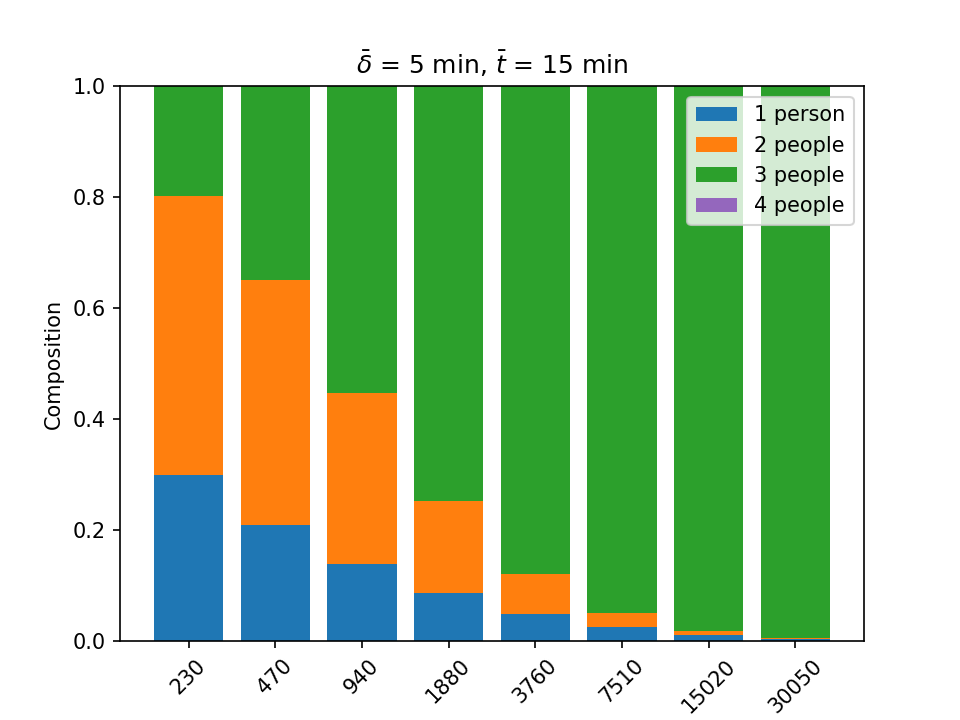 δ̄ = 5 min, t̄ = 15 min
1.0
0.8
0.6
0.4
0.2
0.0
Composition
1 person
2 people
3 people
4 people
230
470
940
1880
3760
7510
15020
30050